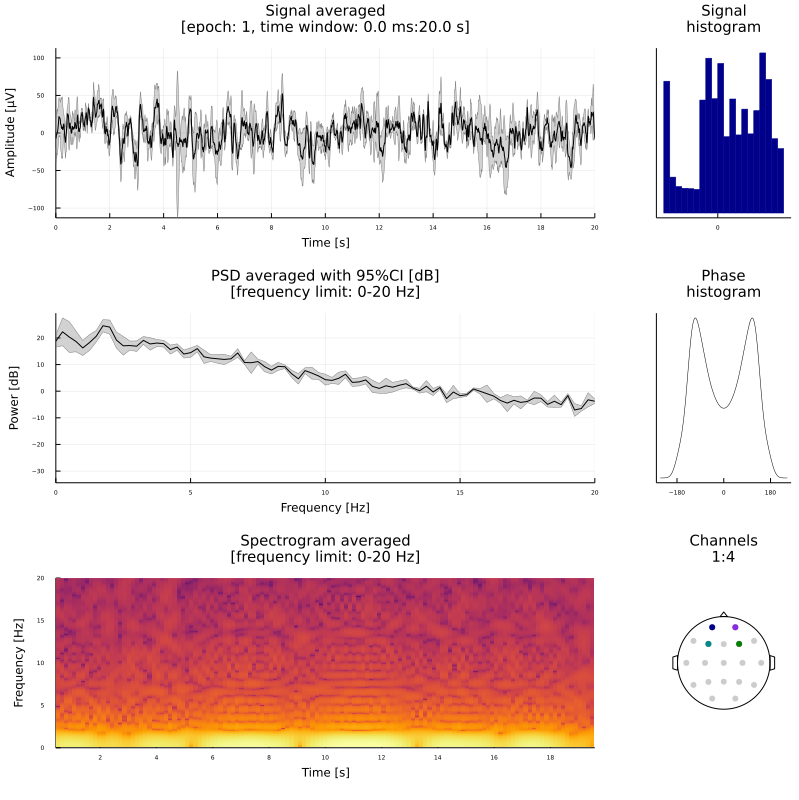 Signal averaged
[epoch: 1, time window: 0.0 ms:20.0 s]
Amplitude [μV]
100
50
0
−50
−100
0 2 4 6 8 10 12 14 16 18 20
Time [s]
Signal
histogram
0
PSD averaged with 95%CI [dB]
[frequency limit: 0-20 Hz]
Power [dB]
20
10
0
−10
−20
−30
0 5 10 15 20
Frequency [Hz]
Phase
histogram
−180 0 180
Spectrogram averaged
[frequency limit: 0-20 Hz]
Frequency [Hz]
20
15
10
5
0
2 4 6 8 10 12 14 16 18
Time [s]
Channels
1:4